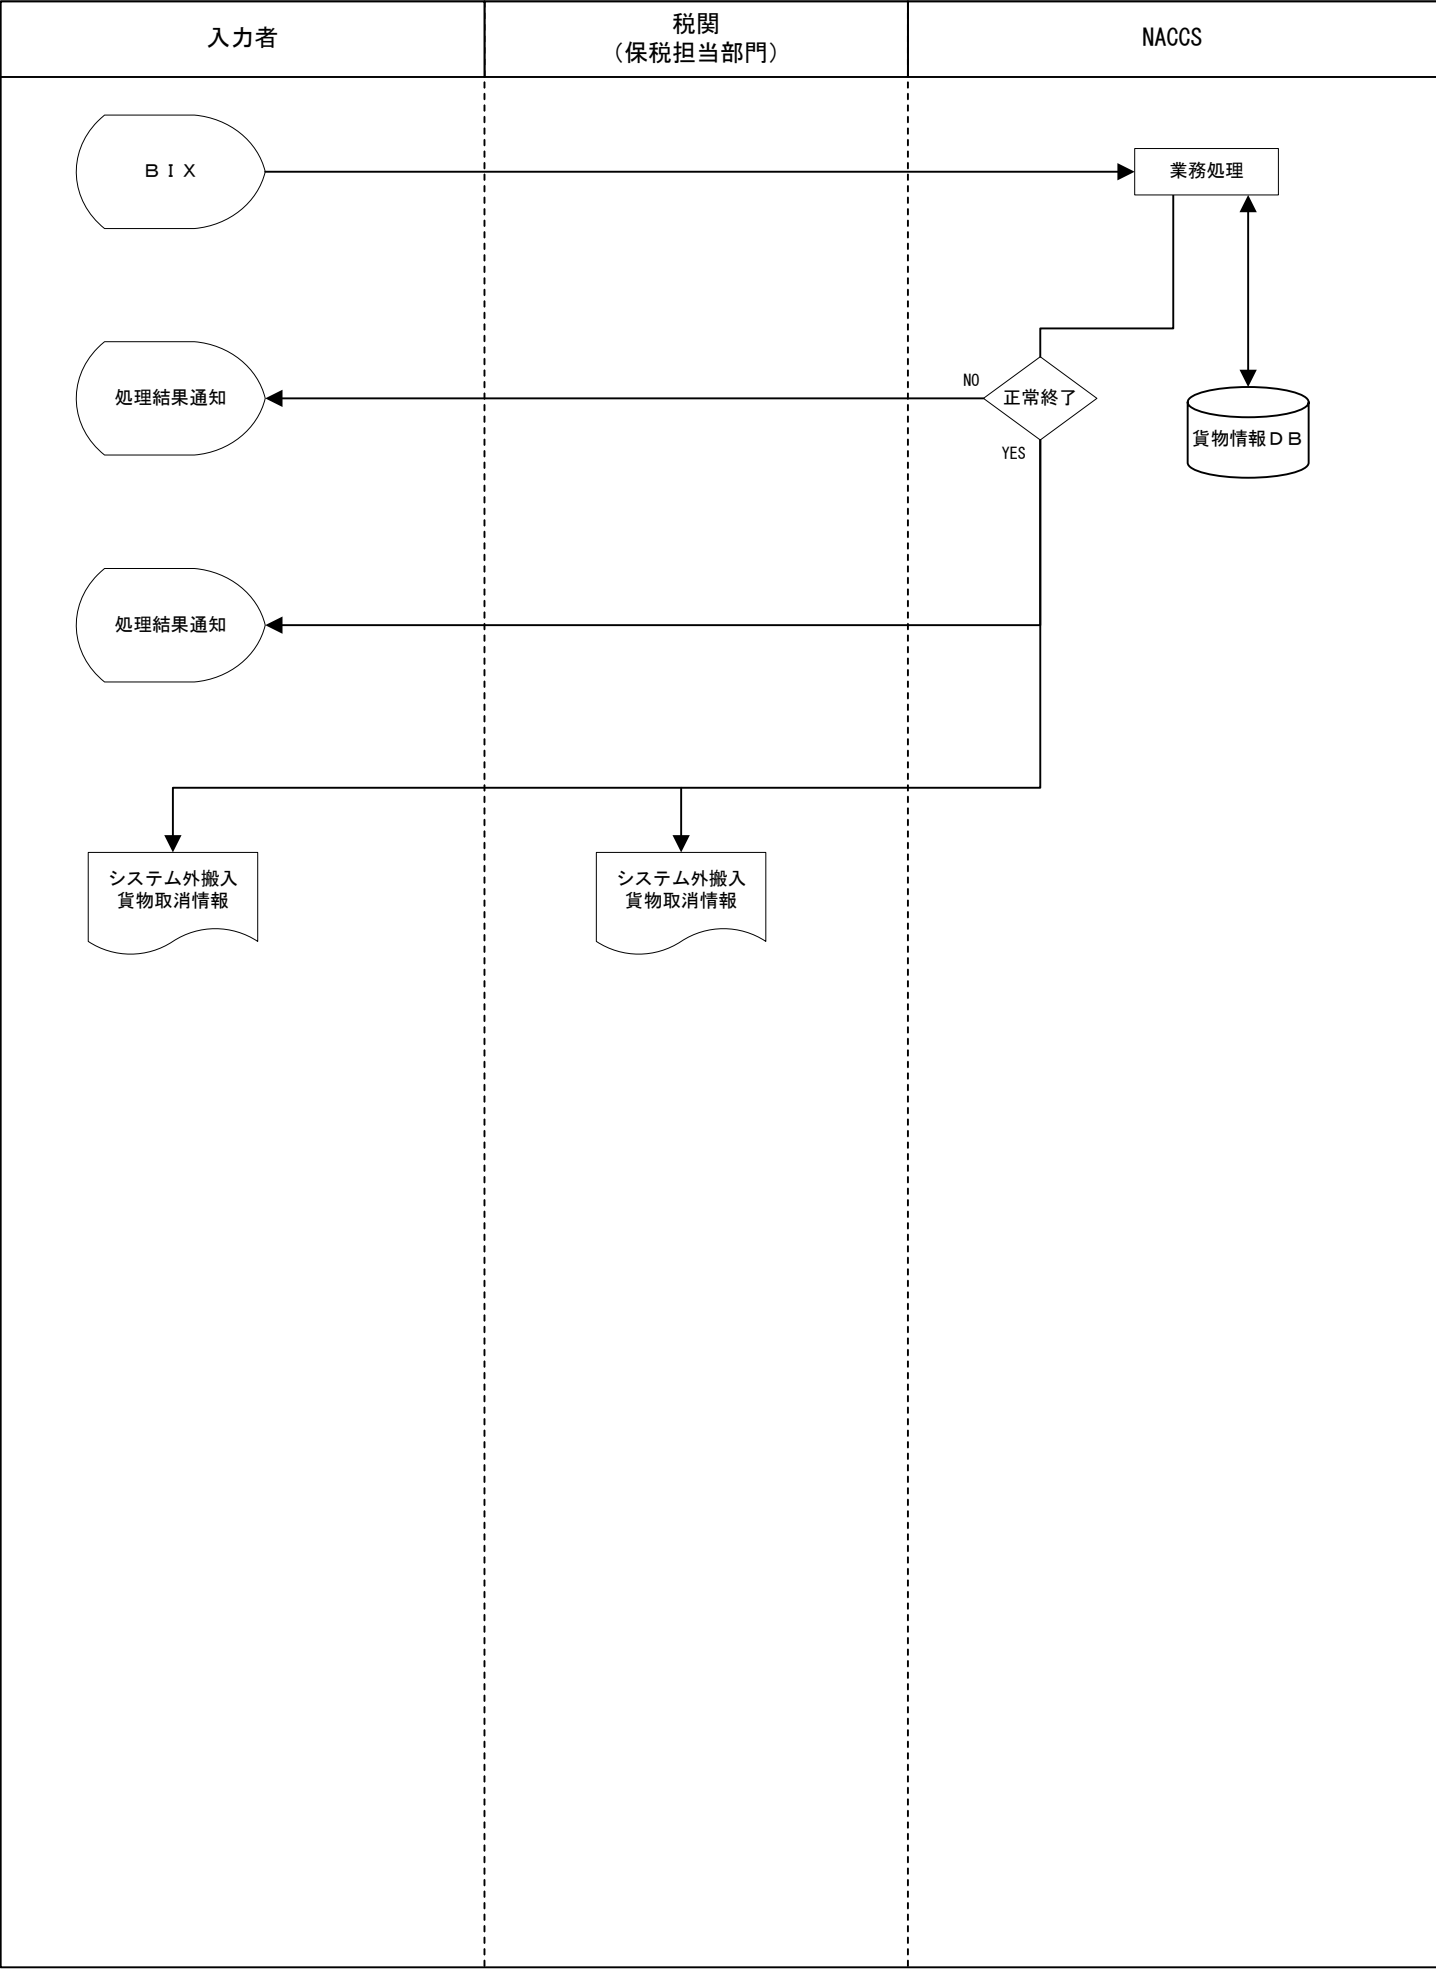 入力者
税関
（保税担当部門）
NACCS
ＢＩＸ
業務処理
処理結果通知
NO
正常終了
YES
貨物情報ＤＢ
処理結果通知
システム外搬入
貨物取消情報
システム外搬入
貨物取消情報